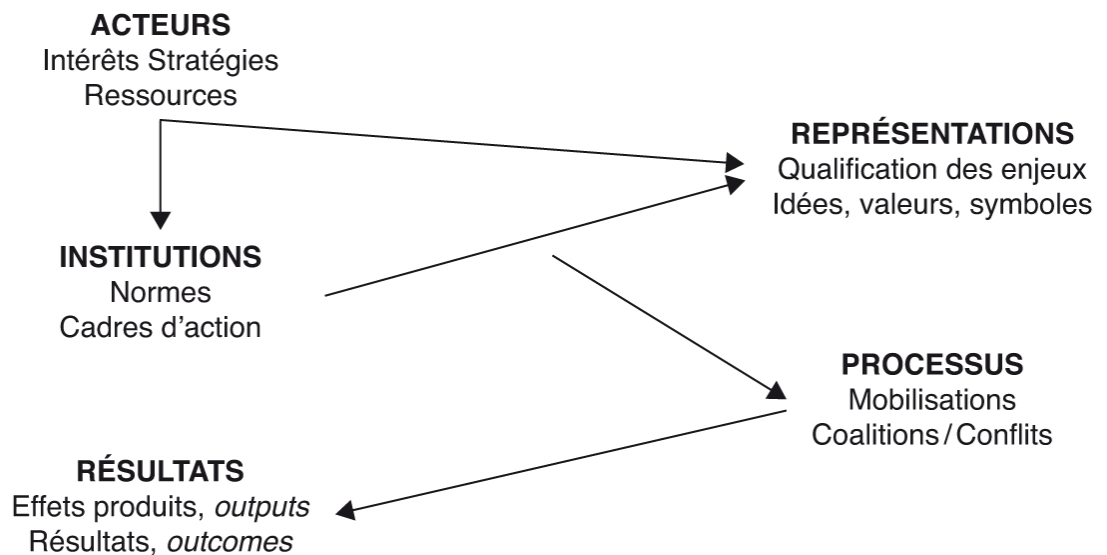 ACTEURS
Intérêts Stratégies
Ressources
REPRÉSENTATIONS
Qualification des enjeux
Idées, valeurs, symboles
INSTITUTIONS
Normes
Cadres d’action
PROCESSUS
Mobilisations
Coalitions / Conflits
RÉSULTATS
Effets produits, outputs
Résultats, outcomes